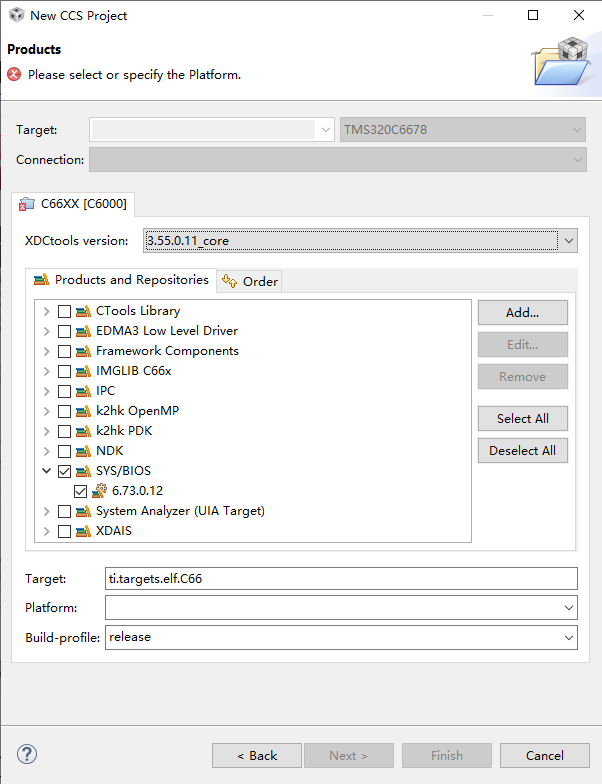 New CCS Project
Products
Please select or specify the Platform.
Target:
TMS320C6678
Connection:
C66XX [C6000]
XDCtools version:
3.55.0.11_core
Products and Repositories
Order
CTools Library
EDMA3 Low Level Driver
Framework Components
IMGLIB C66x
IPC
k2hk OpenMP
k2hk PDK
NDK
SYS/BIOS
6.73.0.12
System Analyzer (UIA Target)
XDAIS
Add...
Edit...
Remove
Select All
Deselect All
Target:
ti.targets.elf.C66
Platform:
Build-profile:
release
?
< Back
Next >
Finish
Cancel